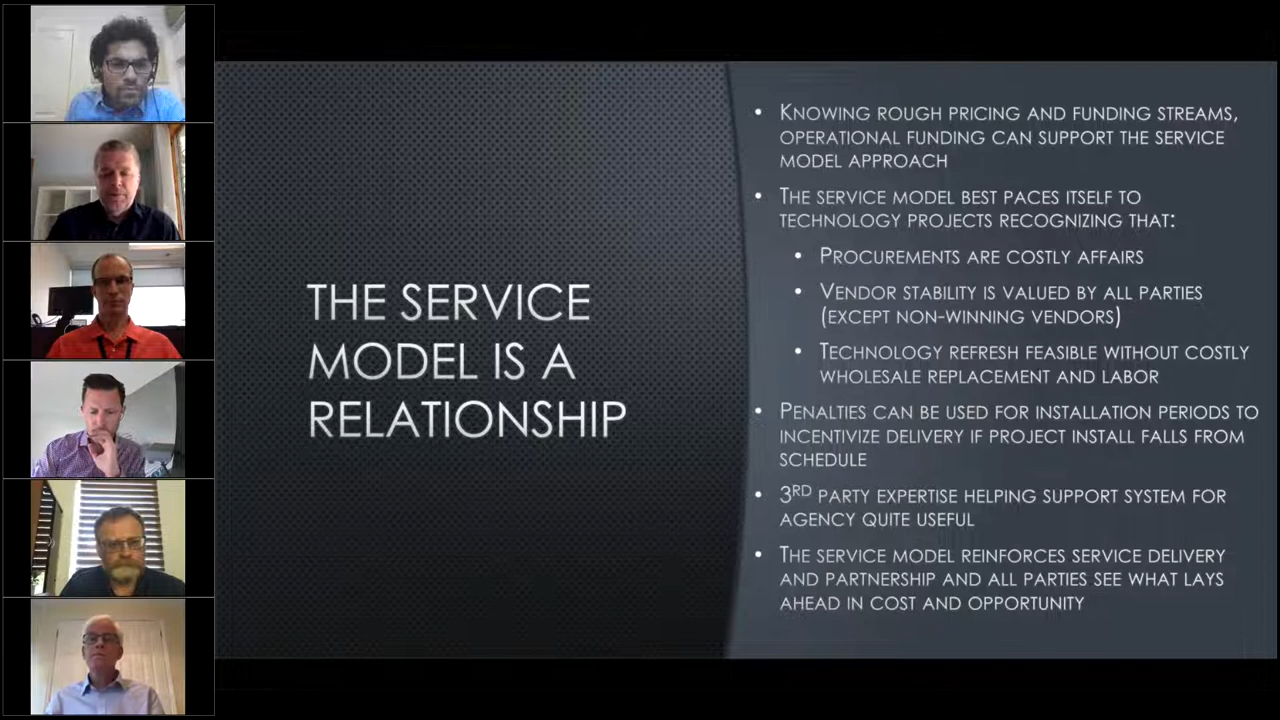 THE SERVICE
MODEL IS A
RELATIONSHIP
• KNOWING ROUGH PRICING AND FUNDING STREAMS,
OPERATIONAL FUNDING CAN SUPPORT THE SERVICE
MODEL APPROACH
• THE SERVICE MODEL BEST PACES ITSELF TO
TECHNOLOGY PROJECTS RECOGNIZING THAT:
• PROCUREMENTS ARE COSTLY AFFAIRS
• VENDOR STABILITY IS VALUED BY ALL PARTIES
(EXCEPT NON-WINNING VENDORS)
• TECHNOLOGY REFRESH FEASIBLE WITHOUT COSTLY
WHOLESALE REPLACEMENT AND LABOR
• PENALTIES CAN BE USED FOR INSTALLATION PERIODS TO
INCENTIVIZE DELIVERY IF PROJECT INSTALL FALLS FROM
SCHEDULE
• 3RD PARTY EXPERTISE HELPING SUPPORT SYSTEM FOR
AGENCY QUITE USEFUL
• THE SERVICE MODEL REINFORCES SERVICE DELIVERY
AND PARTNERSHIP AND ALL PARTIES SEE WHAT LAYS
AHEAD IN COST AND OPPORTUNITY